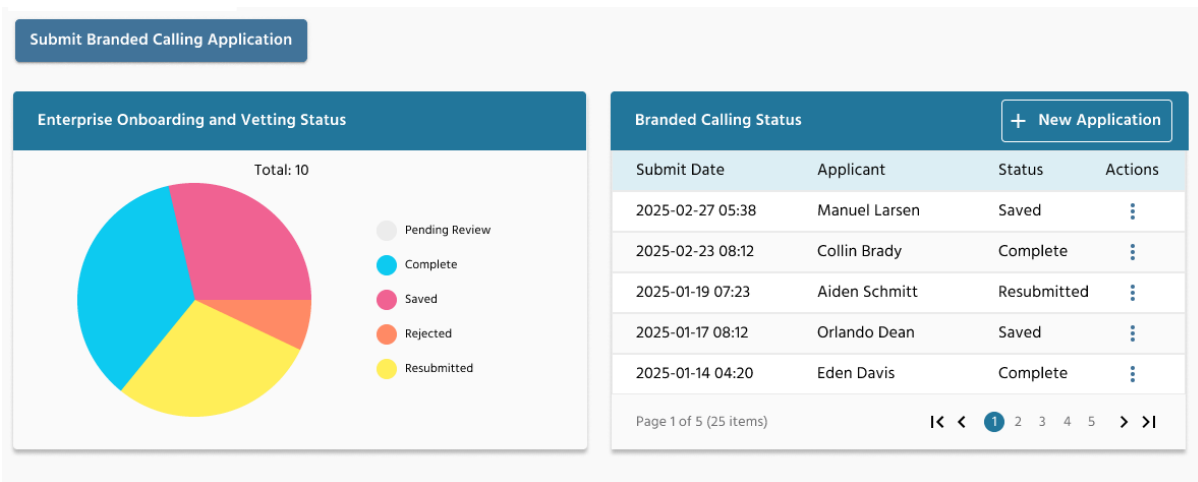 Submit Branded Calling Application
Enterprise Onboarding and Vetting Status
Total: 10
Pending Review
Complete
Saved
Rejected
Resubmitted
Branded Calling Status
+ New Application
Submit Date Applicant Status Actions
2025-02-27 05:38 Manuel Larsen Saved
2025-02-23 08:12 Collin Brady Complete
2025-01-19 07:23 Aiden Schmitt Resubmitted
2025-01-17 08:12 Orlando Dean Saved
2025-01-14 04:20 Eden Davis Complete
Page 1 of 5 (25 items) 1 2 3 4 5